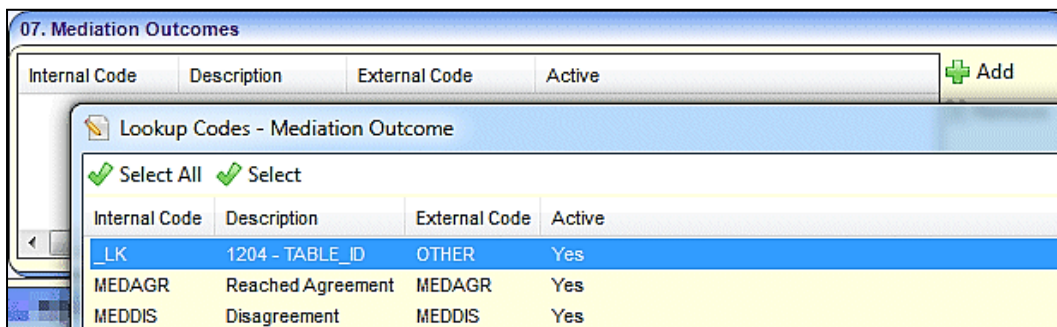 07. Mediation Outcomes
Internal Code Description External Code Active Add
Lookup Codes - Mediation Outcome
Select All Select
Internal Code Description External Code Active
_LK 1204 - TABLE_ID OTHER Yes
MEDAGR Reached Agreement MEDAGR Yes
MEDDIS Disagreement MEDDIS Yes